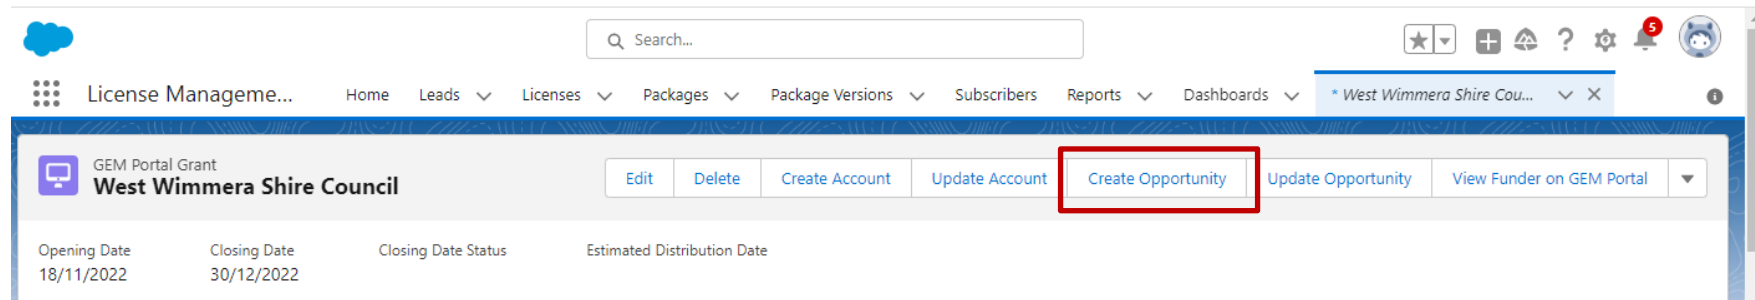 Search...
5
License Manageme... Home Leads Licenses Packages Package Versions Subscribers Reports Dashboards * West Wimmera Shire Cou...
GEM Portal Grant
West Wimmera Shire Council
Edit Delete Create Account Update Account Create Opportunity Update Opportunity View Funder on GEM Portal
Opening Date Closing Date Closing Date Status Estimated Distribution Date
18/11/2022 30/12/2022